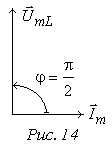 U⃗mL
φ = π/2
I⃗m
Рис. 14